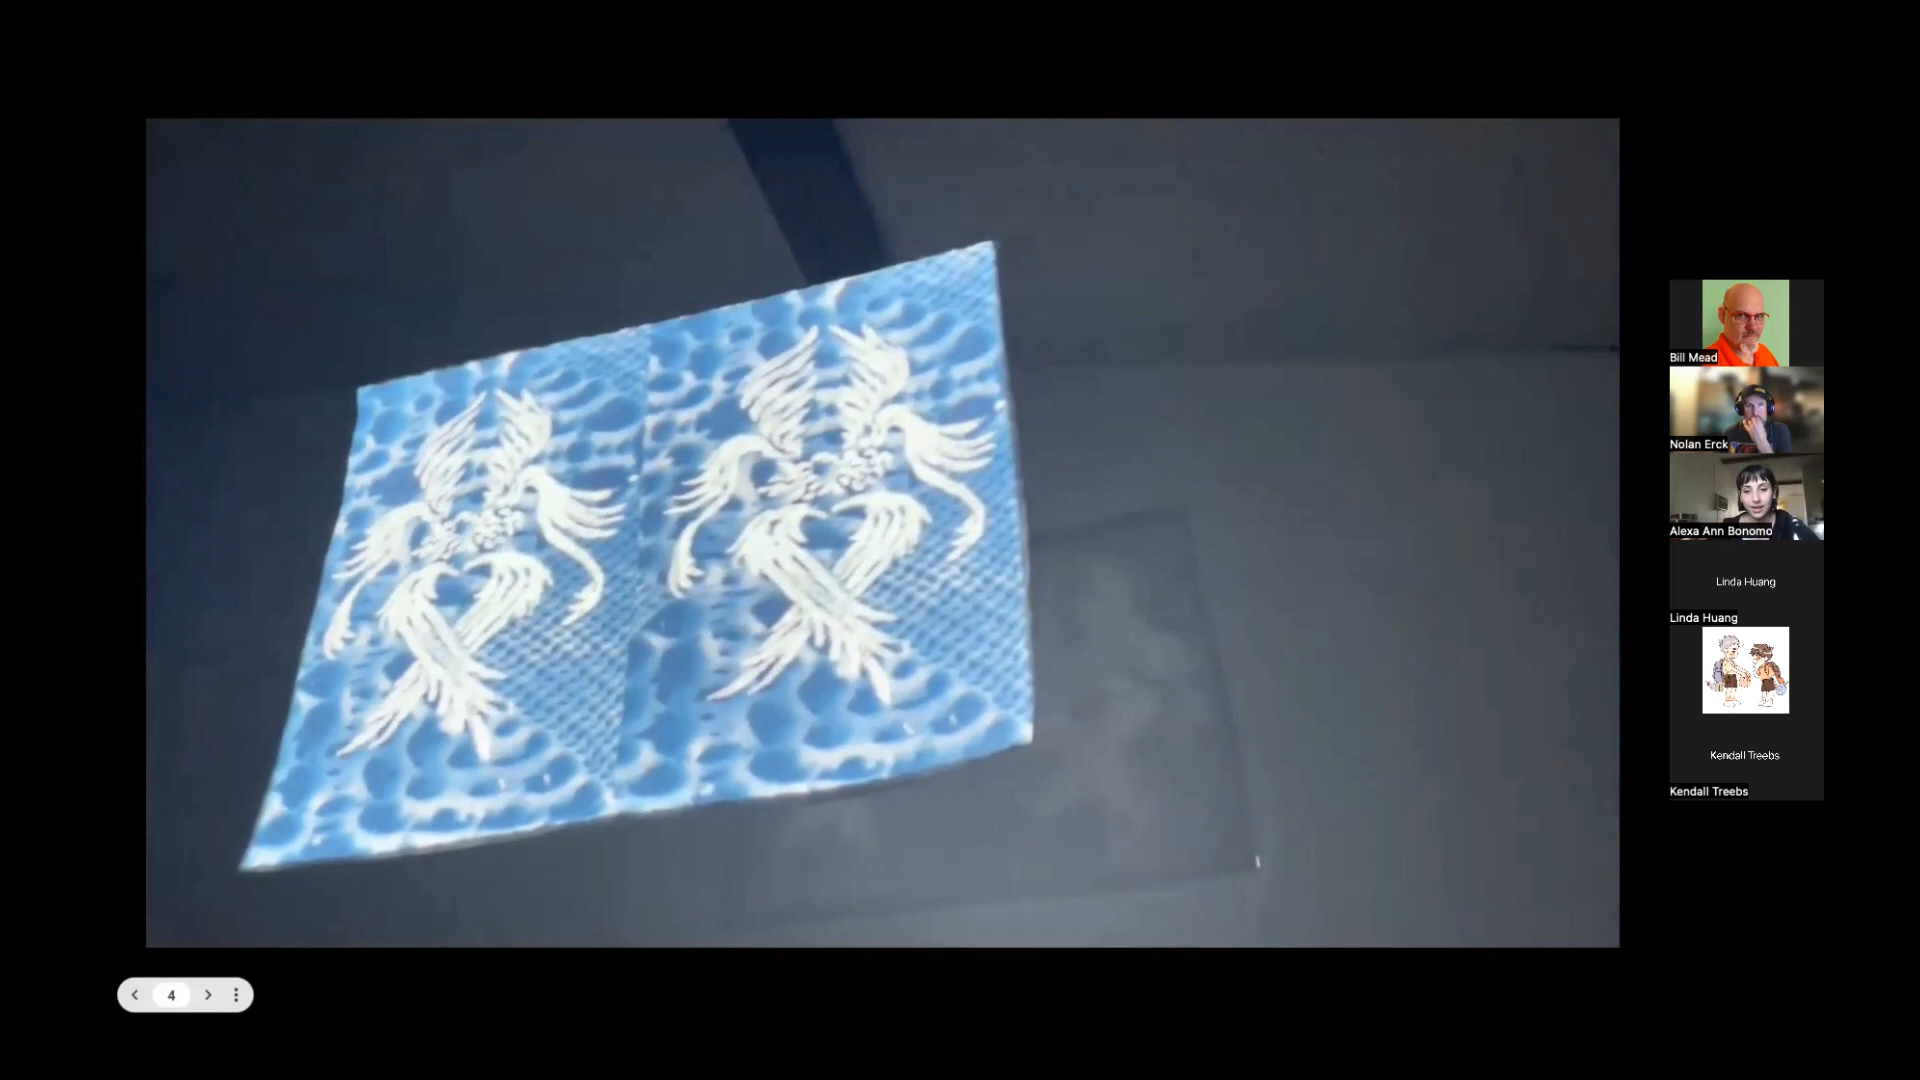 Bill Mead
Nolan Erck
Alexa Ann Bonomo
Linda Huang
Linda Huang
Kendall Treebs
Kendall Treebs
4